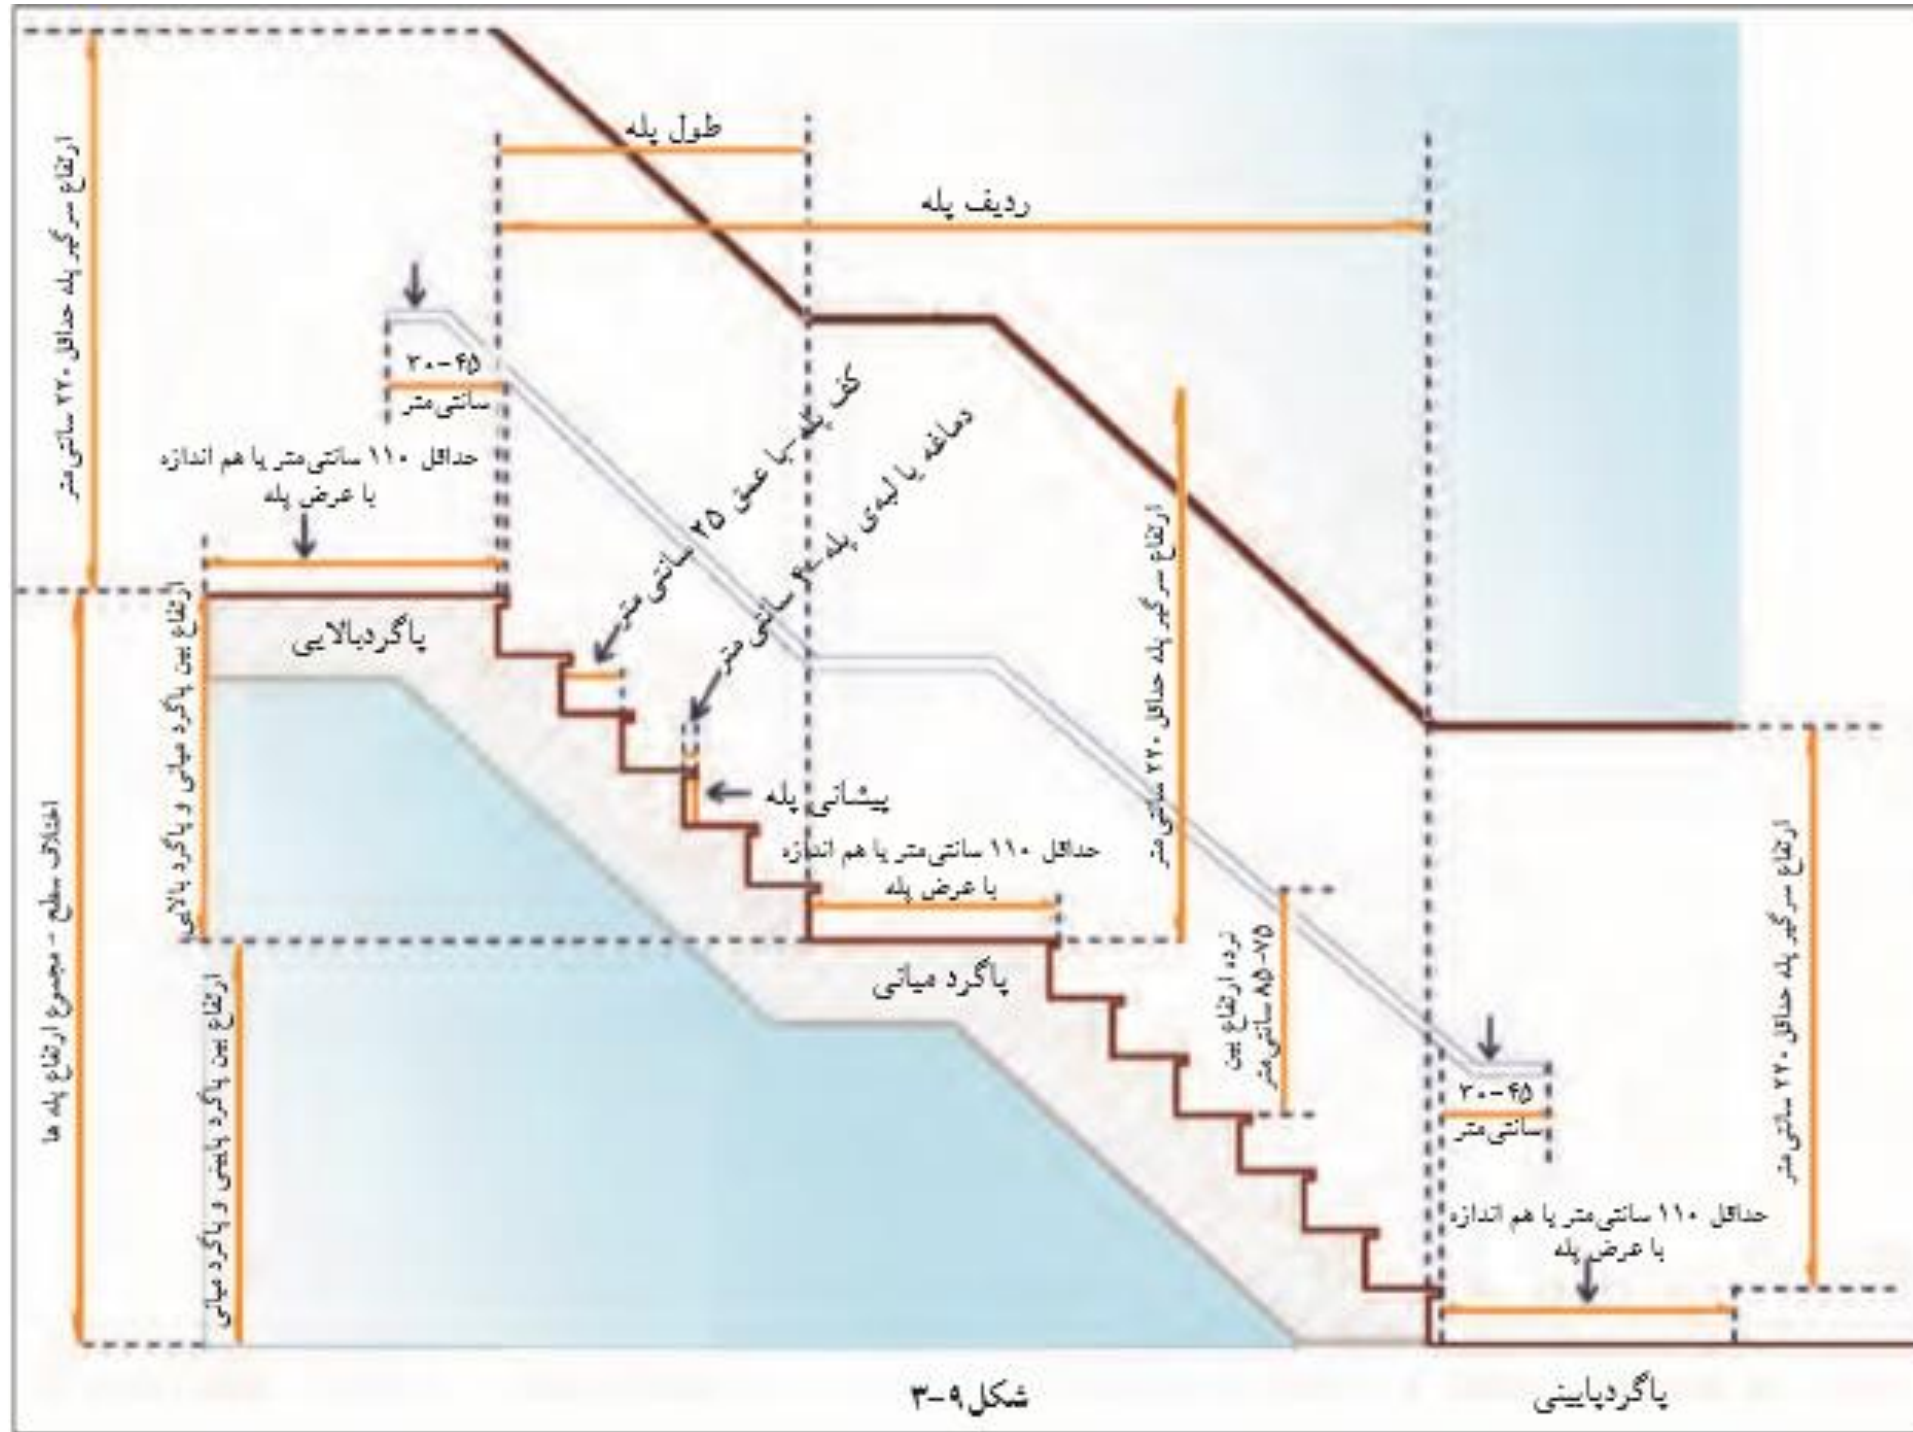 طول پله
ردیف پله
ارتفاع سرگیر پله حداقل ۲۲۰ سانتی‌متر
۳۰-۴۵
سانتی‌متر
حداقل ۱۱۰ سانتی‌متر یا هم اندازه
با عرض پله
کف پله-با عمق ۲۵ سانتی‌متر
دماغه یا لبه‌ی پله-۴ سانتی متر
ارتفاع سرگیر پله حداقل ۲۲۰ سانتی‌متر
پاگردبالایی
ارتفاع بین پاگرد میانی و پاگرد بالایی
پیشانی پله
حداقل ۱۱۰ سانتی‌متر یا هم اندازه
با عرض پله
پاگرد میانی
نرده ارتفاع بین
۸۵-۷۵ سانتی‌متر
ارتفاع سرگیر پله حداقل ۲۲۰ سانتی‌متر
اختلاف سطح - مجموع ارتفاع پله ها
ارتفاع بین پاگرد پایینی و پاگرد میانی
۳۰-۴۵
سانتی‌متر
حداقل ۱۱۰ سانتی‌متر یا هم اندازه
با عرض پله
پاگردپایینی
شکل ۹-۳